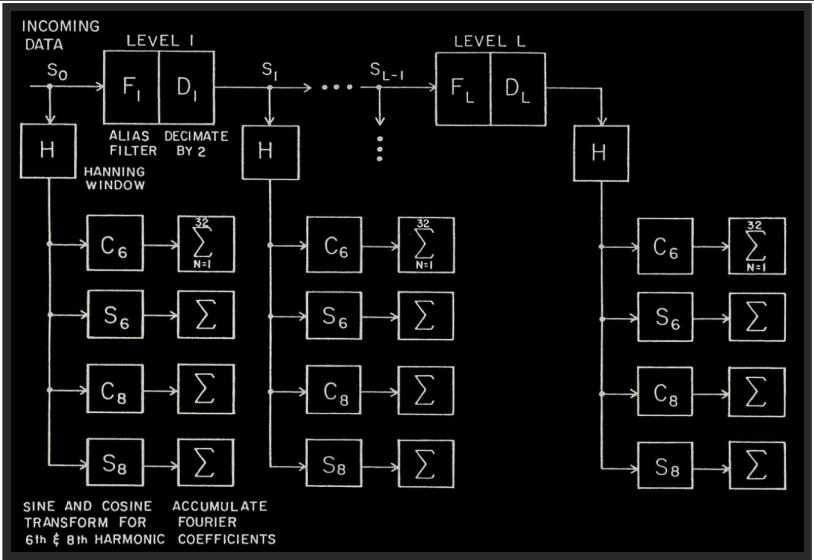 INCOMING
DATA
LEVEL 1
LEVEL L
S0
F1
D1
S1
...
SL-1
FL
DL
ALIAS
FILTER
DECIMATE
BY 2
H
HANNING
WINDOW
H
H
C6
32
∑
N=1
C6
32
∑
N=1
C6
32
∑
N=1
S6
∑
S6
∑
S6
∑
C8
∑
C8
∑
C8
∑
S8
∑
S8
∑
S8
∑
SINE AND COSINE
TRANSFORM FOR
6th & 8th HARMONIC
ACCUMULATE
FOURIER
COEFFICIENTS